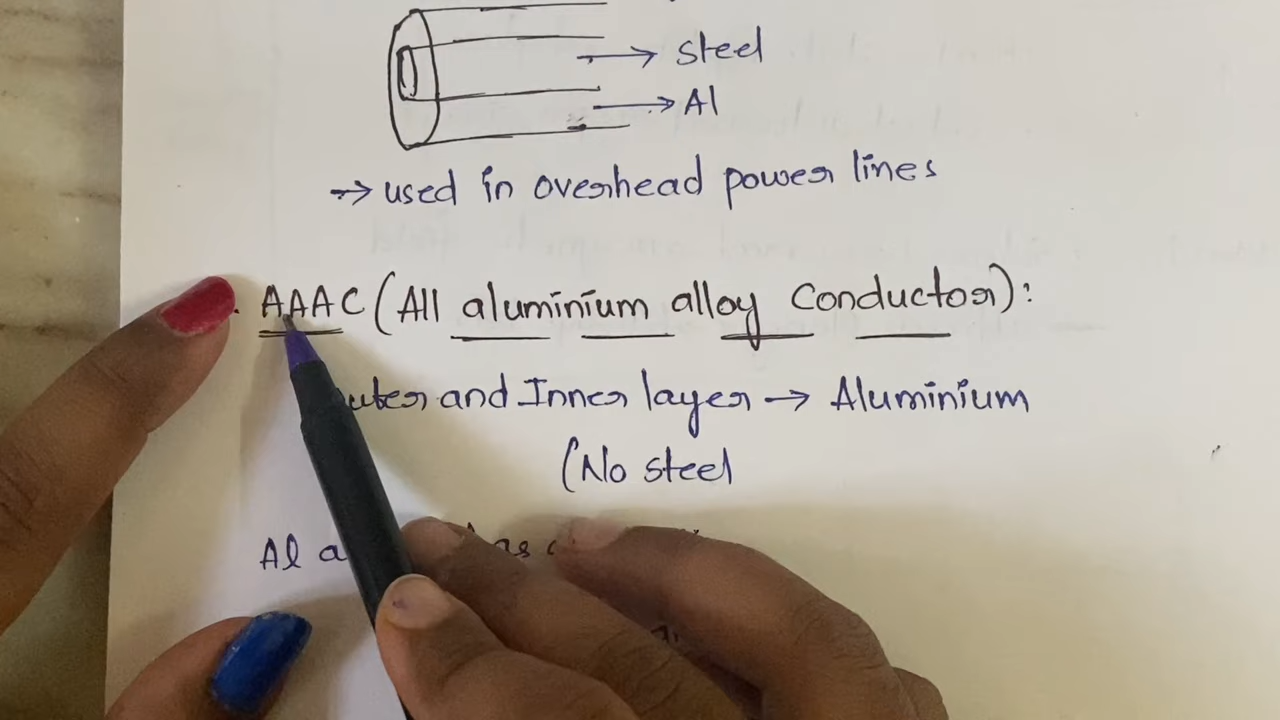 → Steel
→ Al
→ used in overhead power lines
AAAC (All aluminium alloy Conductor):
and Inner layer → Aluminium
(No steel
Al as